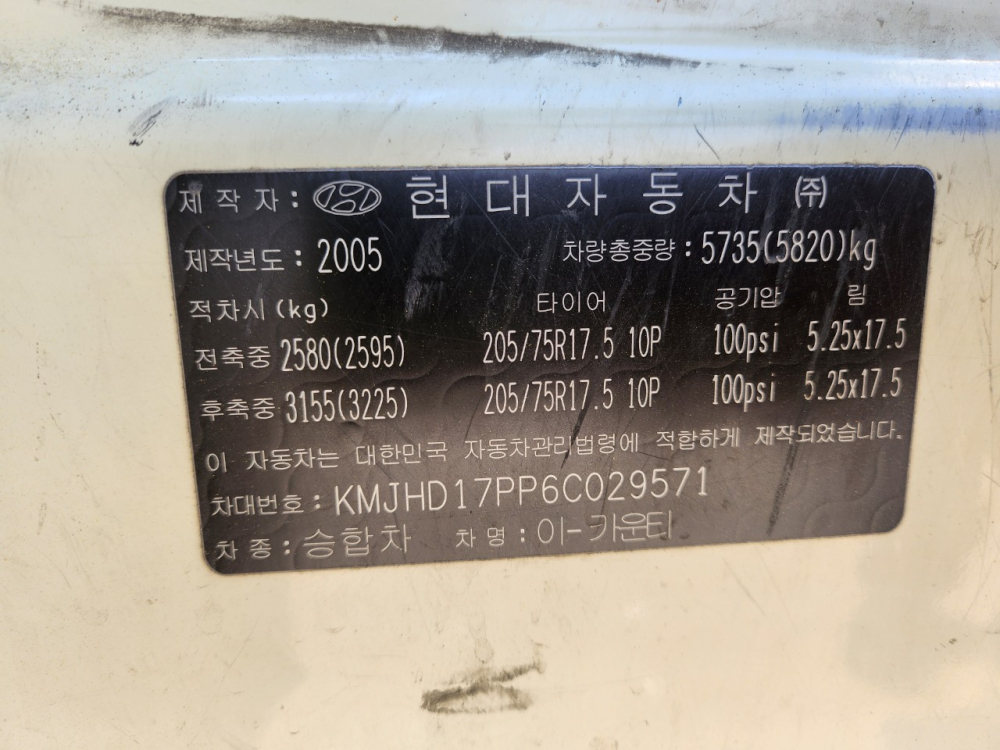 제작자 : 현대자동차 ㈜
제작년도 : 2005 차량총중량 : 5735(5820)kg
적차시 (kg) 타이어 공기압 림
전축중 2580(2595) 205/75R17.5 10P 100psi 5.25x17.5
후축중 3155(3225) 205/75R17.5 10P 100psi 5.25x17.5
이 자동차는 대한민국 자동차관리법령에 적합하게 제작되었습니다.
차대번호 : KMJHD17PP6C029571
차 종 : 승합차 차 명 : 이-카운티